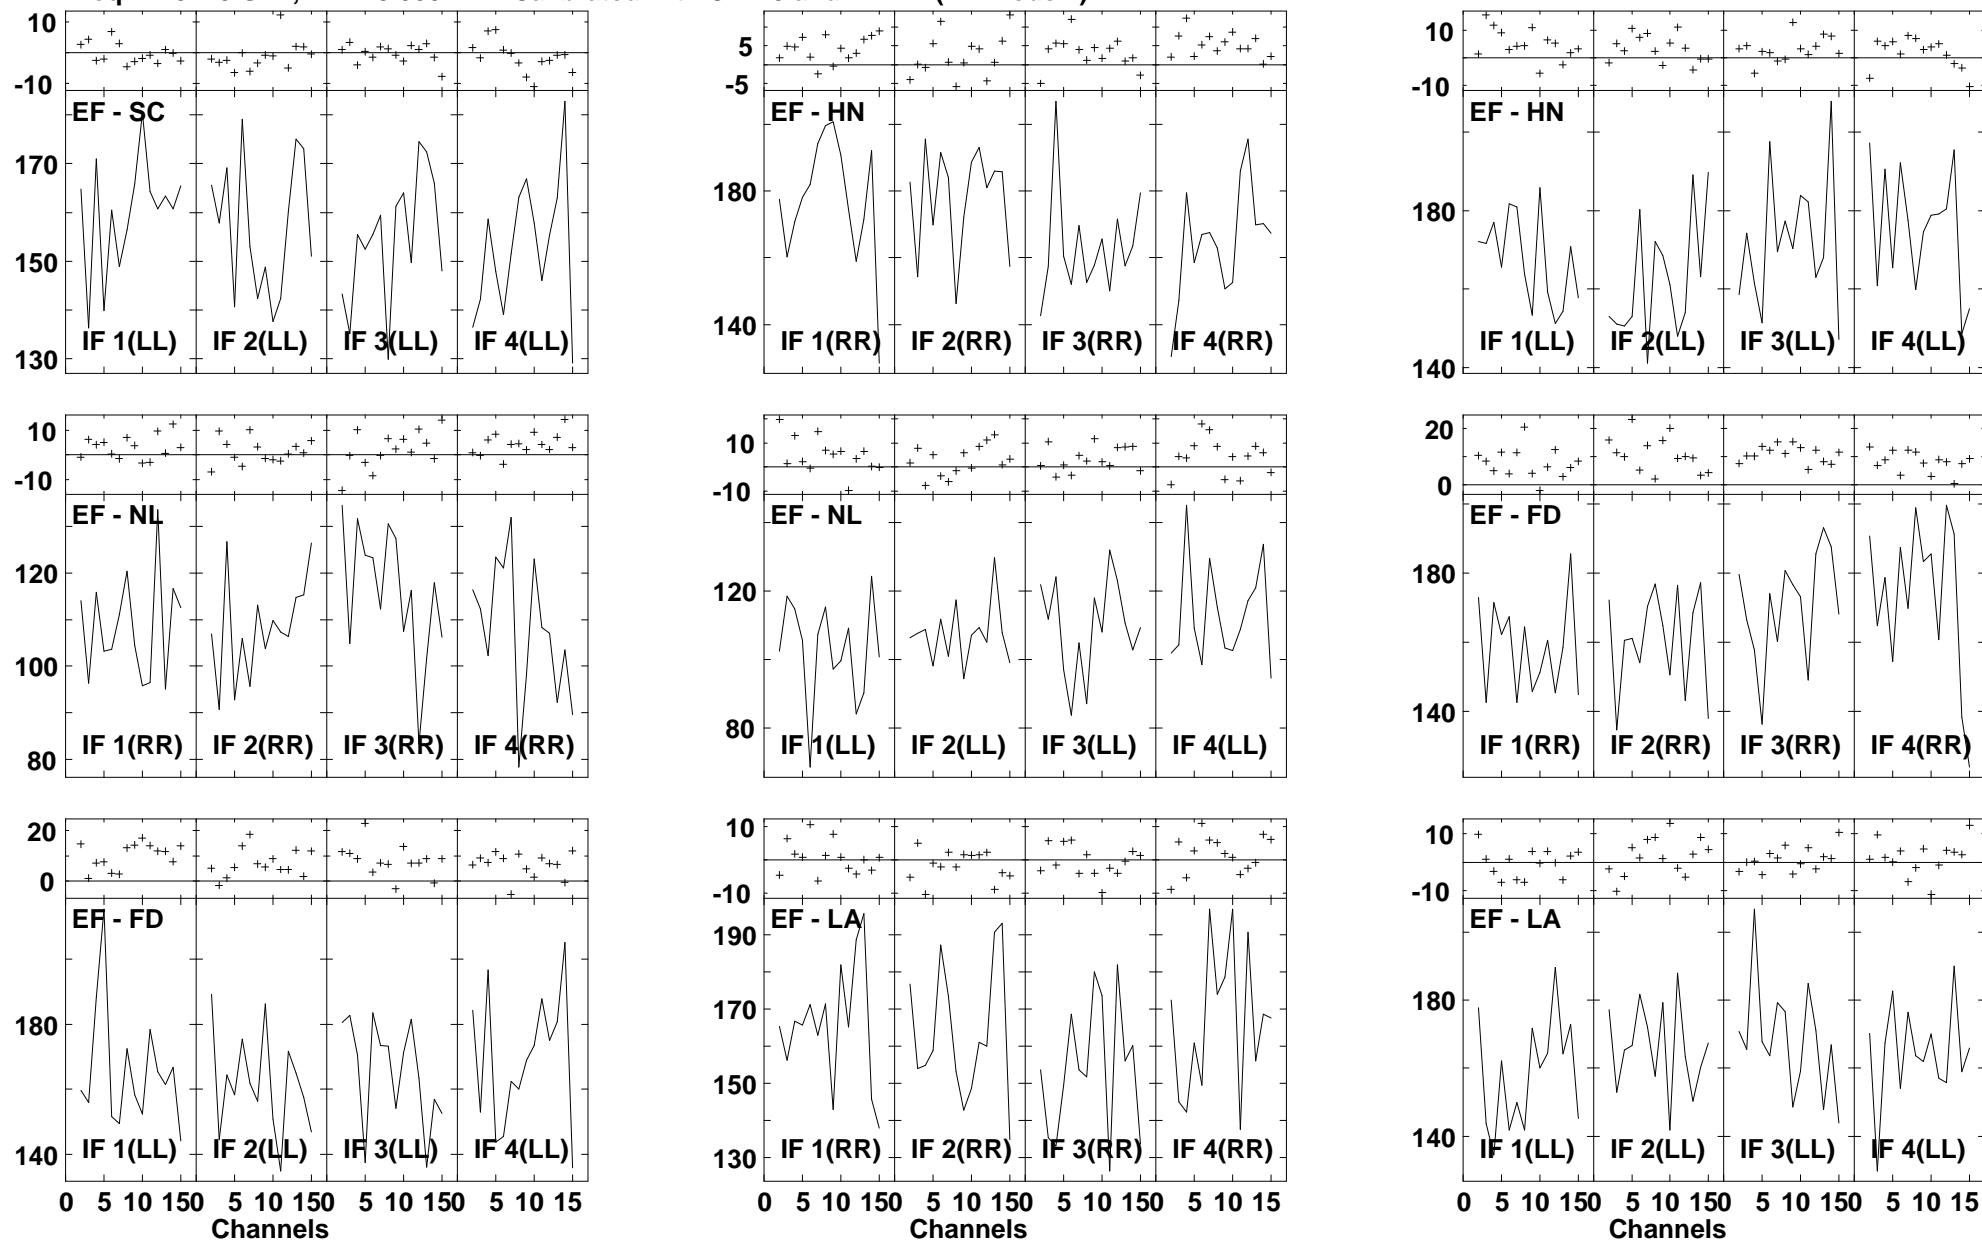 10
-10
EF - SC
170
150
130
IF 1(LL) IF 2(LL) IF 3(LL) IF 4(LL)
5
-5
EF - HN
180
140
IF 1(RR) IF 2(RR) IF 3(RR) IF 4(RR)
10
-10
EF - HN
180
140
IF 1(LL) IF 2(LL) IF 3(LL) IF 4(LL)
10
-10
EF - NL
120
100
80
IF 1(RR) IF 2(RR) IF 3(RR) IF 4(RR)
10
-10
EF - NL
120
80
IF 1(LL) IF 2(LL) IF 3(LL) IF 4(LL)
20
0
EF - FD
180
140
IF 1(RR) IF 2(RR) IF 3(RR) IF 4(RR)
20
0
EF - FD
180
140
IF 1(LL) IF 2(LL) IF 3(LL) IF 4(LL)
0 5 10 150 5 10 150 5 10 150 5 10 15
Channels
10
-10
EF - LA
190
170
150
130
IF 1(RR) IF 2(RR) IF 3(RR) IF 4(RR)
0 5 10 150 5 10 150 5 10 150 5 10 15
Channels
10
-10
EF - LA
180
140
IF 1(LL) IF 2(LL) IF 3(LL) IF 4(LL)
0 5 10 150 5 10 150 5 10 150 5 10 15
Channels